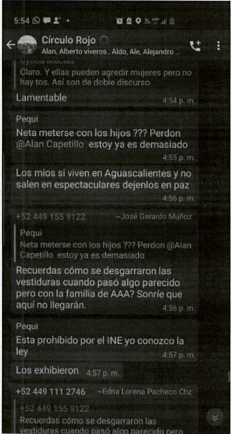 5:54
Círculo Rojo
Alan, Alberto viveros, Aldo, Ale, Alejandro ...
Claro. Y ellas pueden agredir mujeres pero no
hay tos. Así son de doble discurso
Lamentable
4:54 p. m.
Pequi
Neta meterse con los hijos ??? Perdon
@Alan Capetillo estoy ya es demasiado
4:55 p. m.
Los mios si viven en Aguascalientes y no
salen en espectaculares dejenlos en paz
4:56 p. m.
+52 449 155 9122 ~José Gerardo Muñoz
Pequi
Neta meterse con los hijos ??? Perdon @Alan
Capetillo estoy ya es demasiado
Recuerdas cómo se desgarraron las
vestiduras cuando pasó algo parecido
pero con la familia de AAA? Sonríe que
aquí no llegarán.
4:56 p. m.
Pequi
Esta prohibido por el INE yo conozco la
ley
4:57 p. m.
Los exhibieron 4:57 p. m.
+52 449 111 2746 ~Edna Lorena Pacheco Chz
+52 449 155 9122
Recuerdas cómo se desgarraron las
vestiduras cuando pasó algo parecido pero